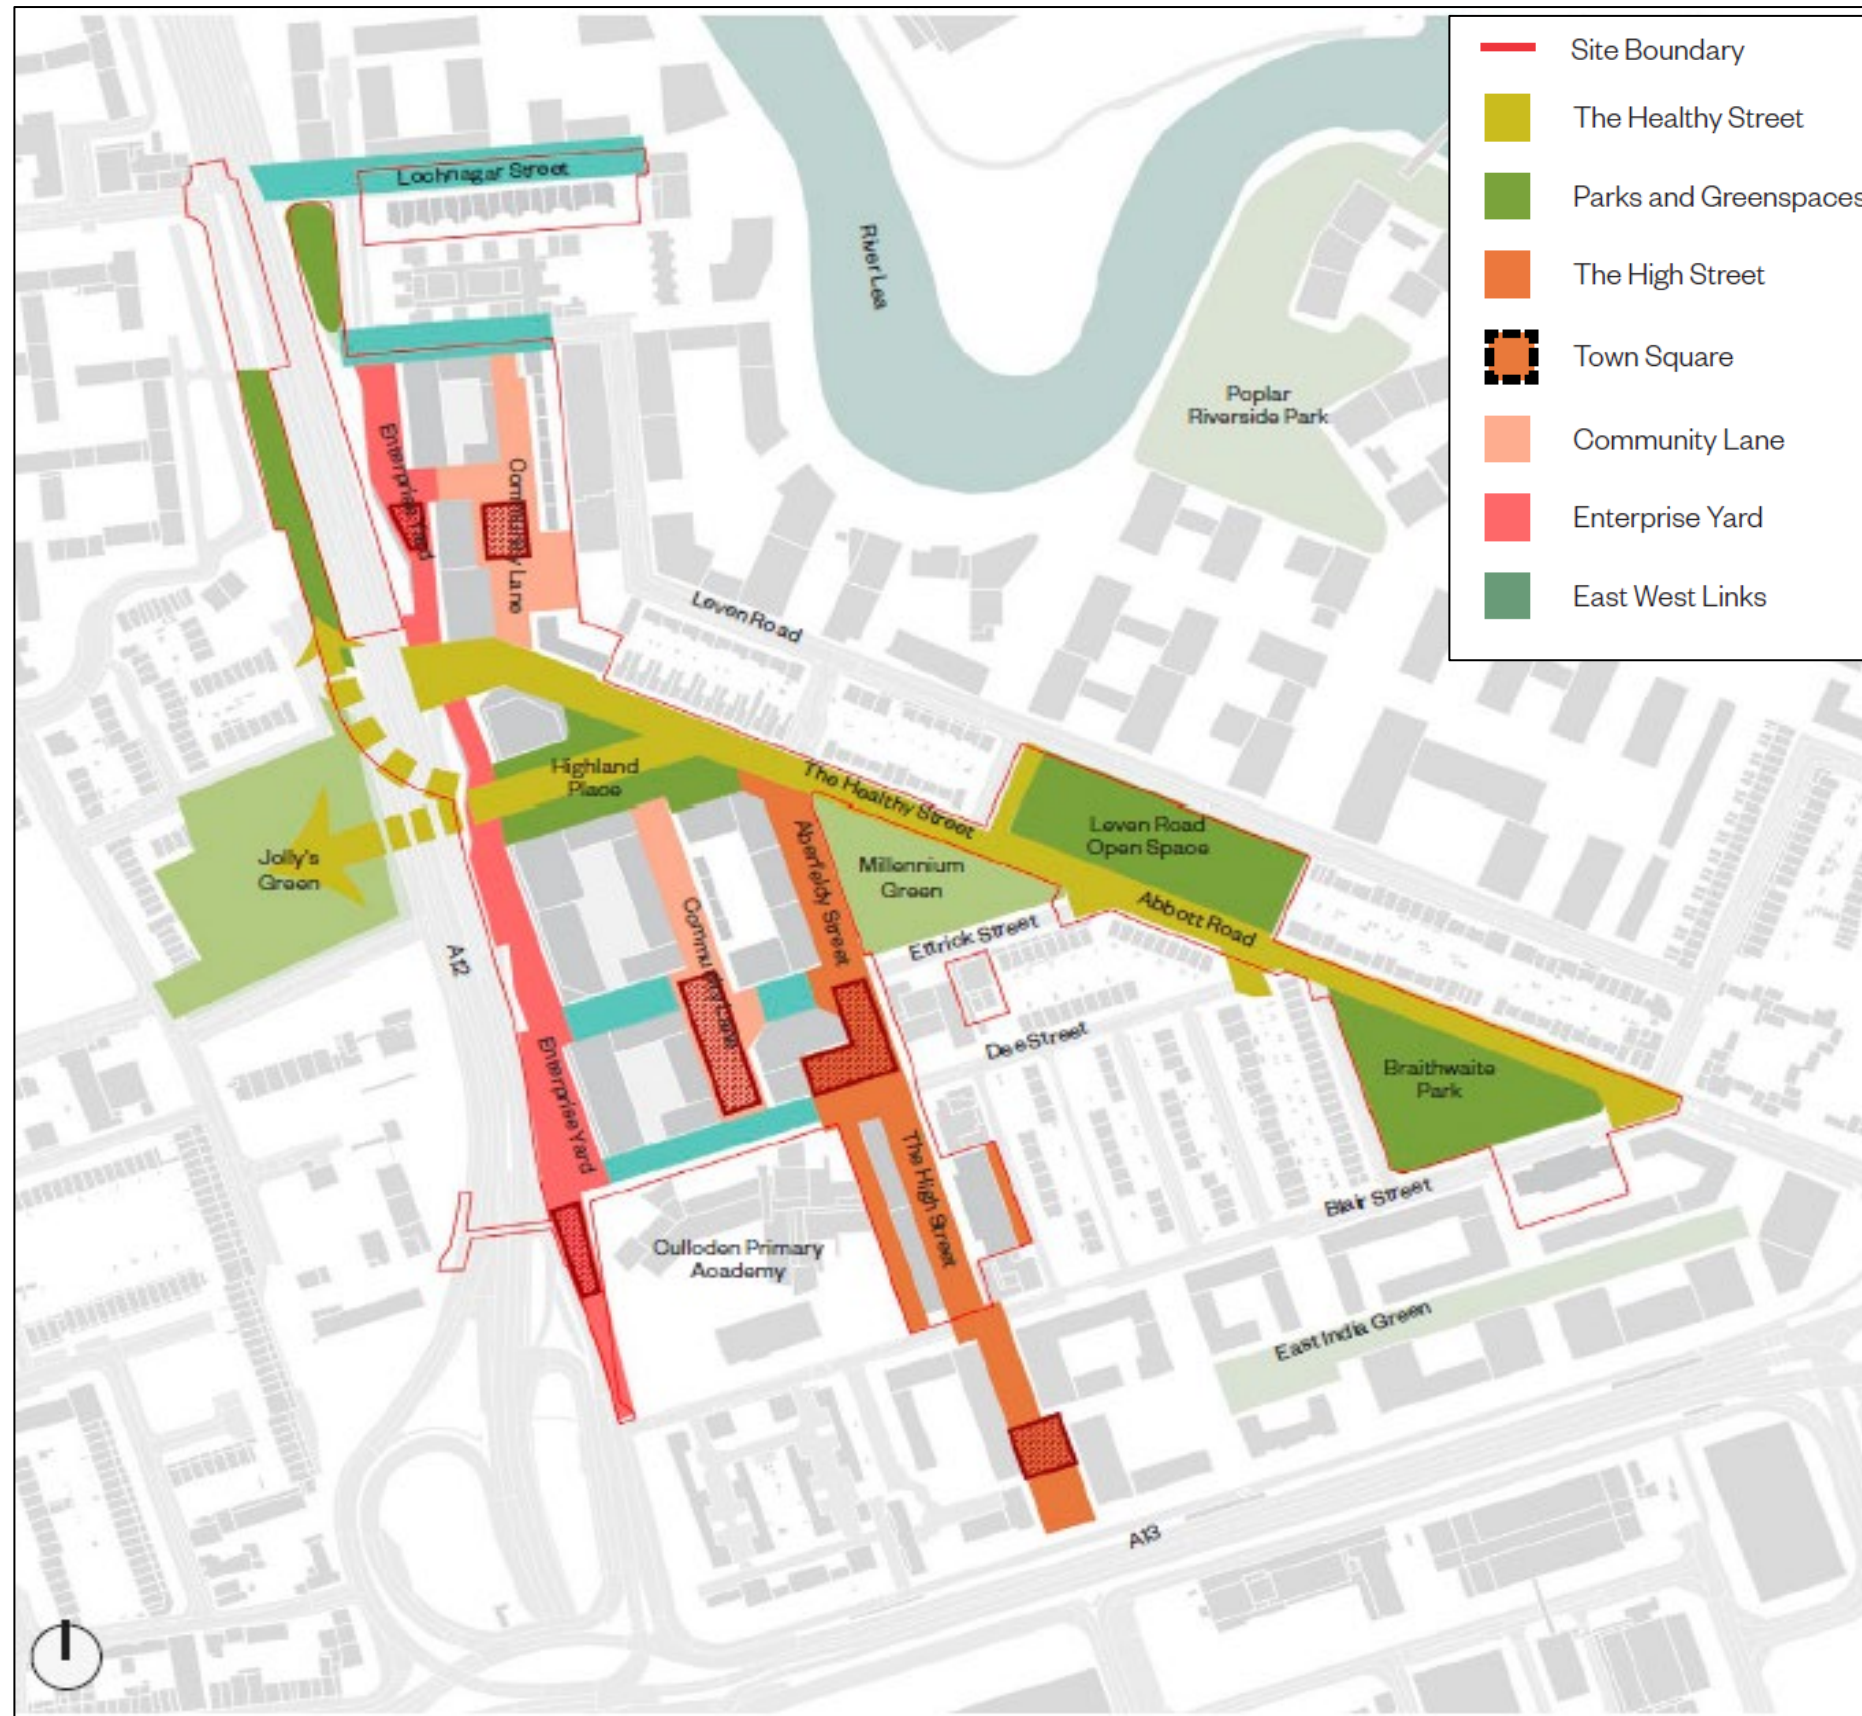 Site Boundary
The Healthy Street
Parks and Greenspaces
The High Street
Town Square
Community Lane
Enterprise Yard
East West Links
Lochnagar Street
River Lea
Poplar
Riverside Park
Enterprise Yard
Community Lane
Leven Road
Highland
Place
The Healthy Street
Leven Road
Open Space
Jolly's
Green
Aberfeldy Street
Millennium
Green
Abbott Road
Community Lane
Ettrick Street
A12
Dee Street
Enterprise Yard
Braithwaite
Park
The High Street
Blair Street
Culloden Primary
Academy
East India Green
A13